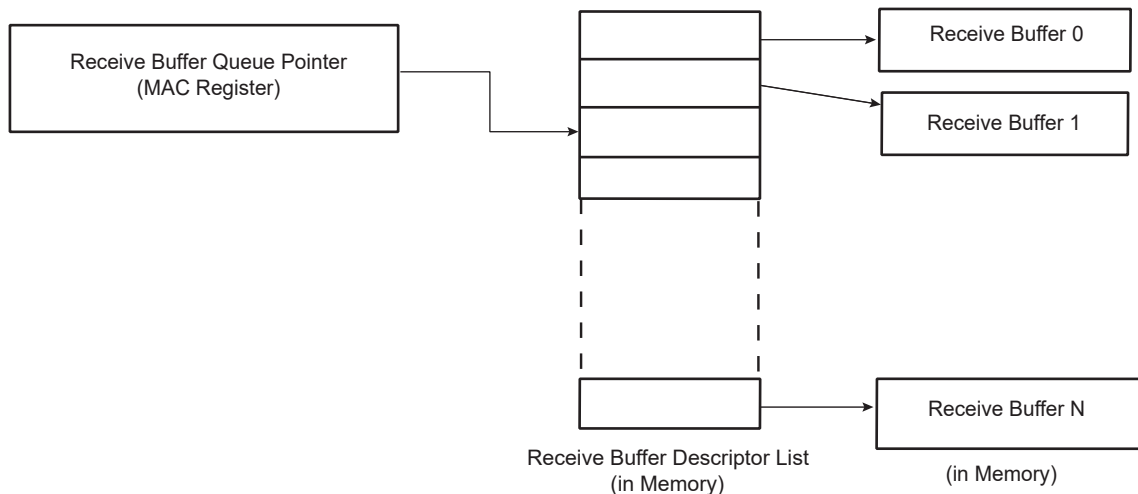 Receive Buffer Queue Pointer
(MAC Register)
Receive Buffer 0
Receive Buffer 1
Receive Buffer N
Receive Buffer Descriptor List
(in Memory)
(in Memory)